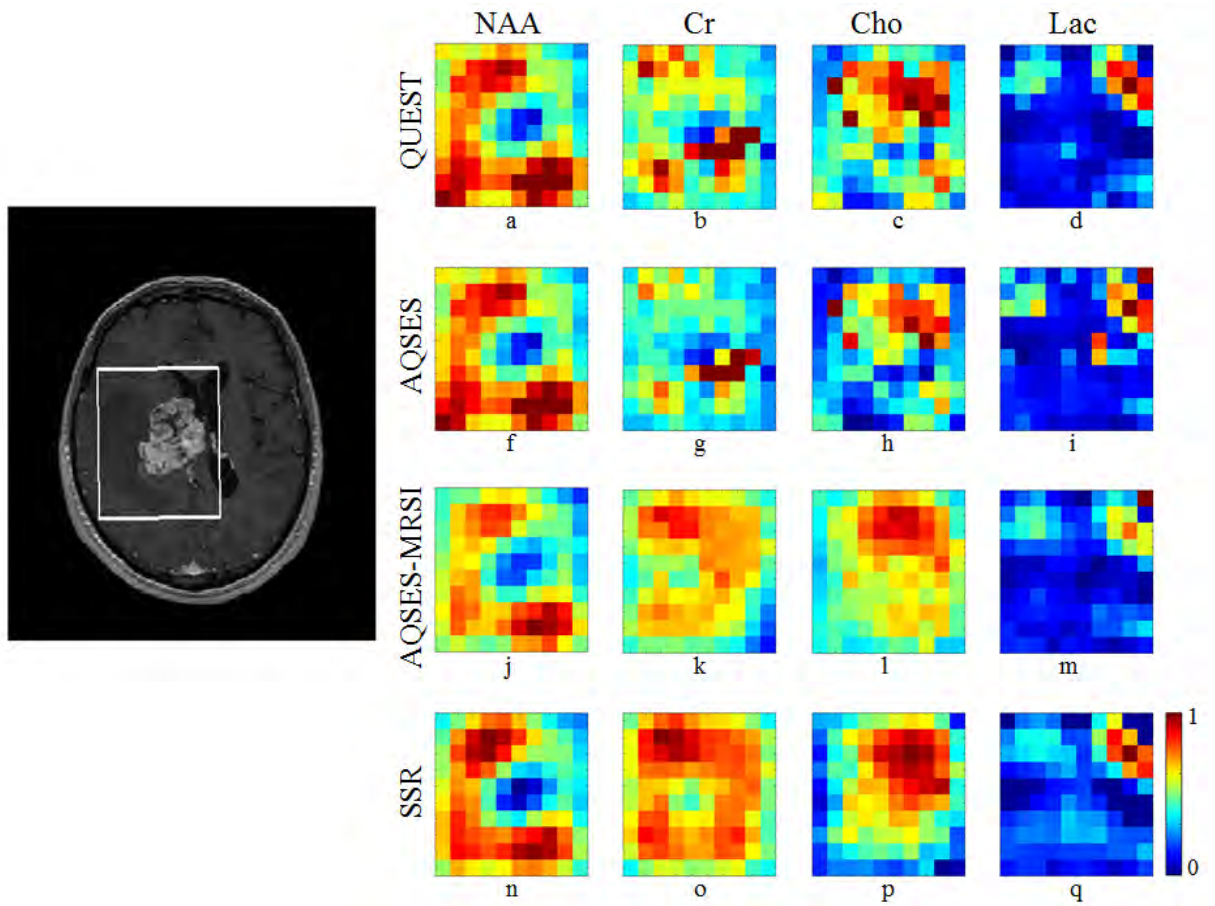 NAA Cr Cho Lac
QUEST
a b c d
AQSES
f g h i
AQSES-MRSI
j k l m
SSR
1
0
n o p q